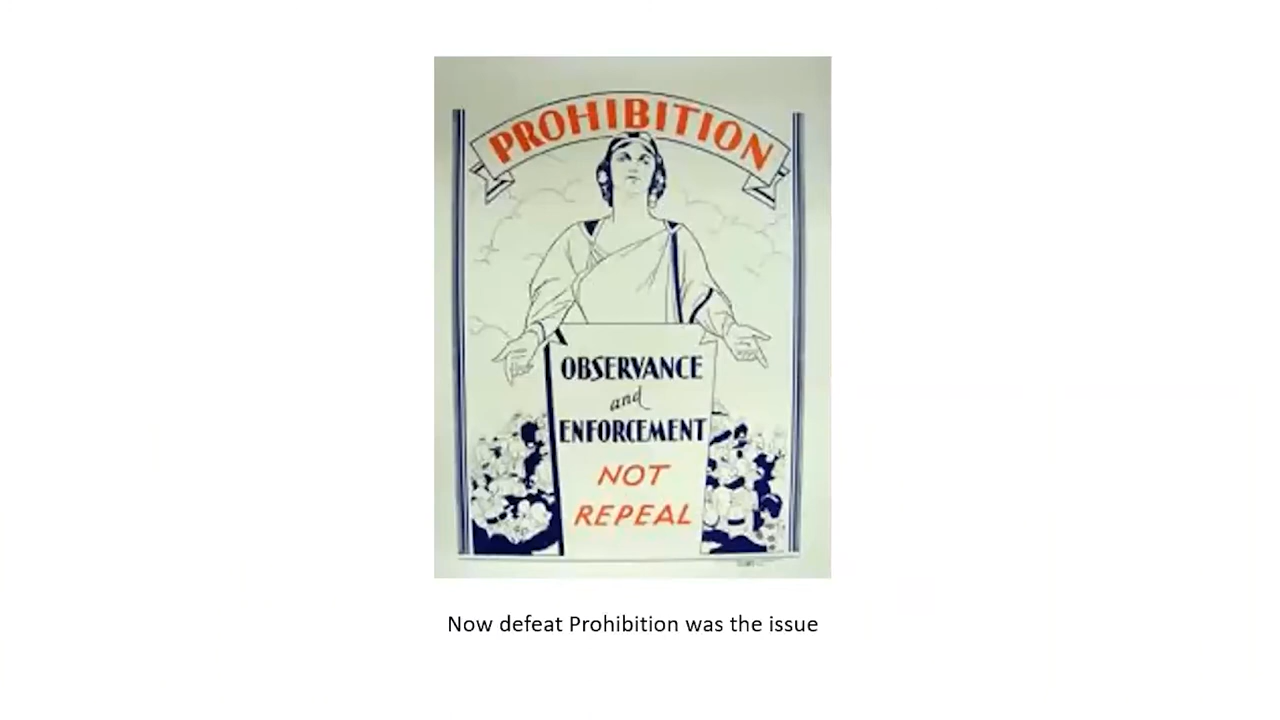 PROHIBITION
OBSERVANCE
and
ENFORCEMENT
NOT
REPEAL
Now defeat Prohibition was the issue